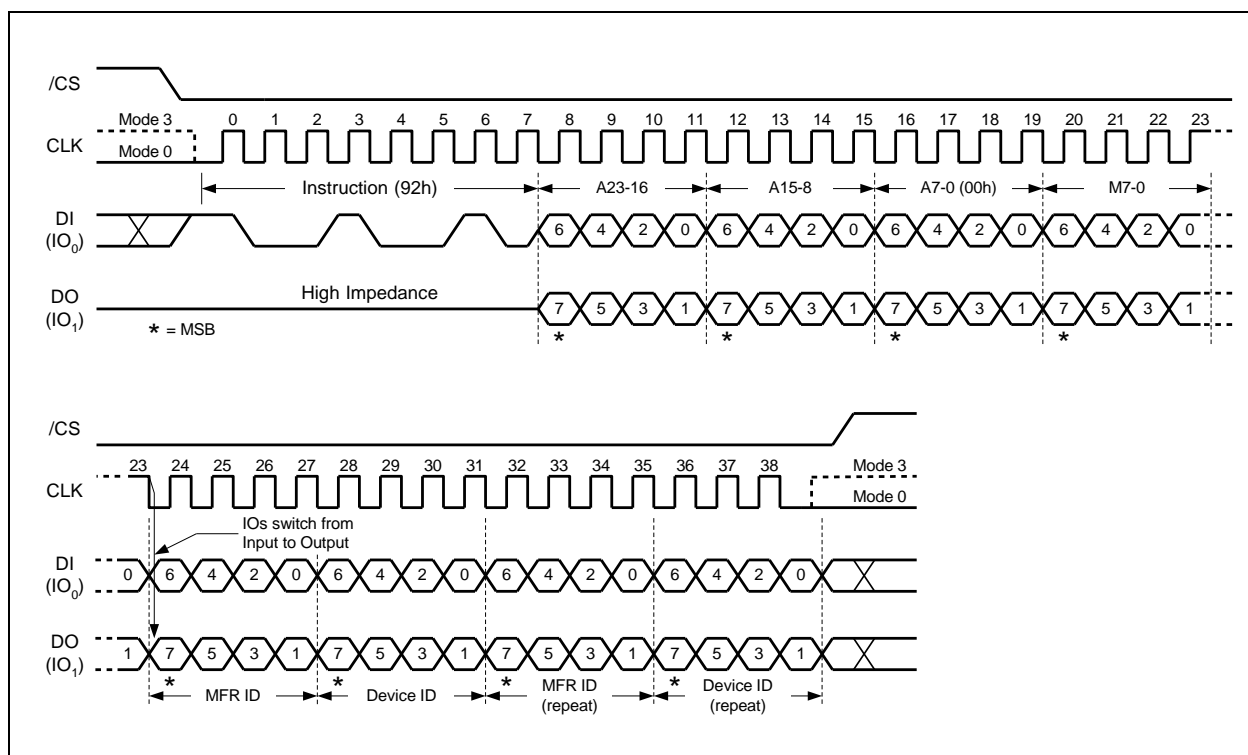 /CS
Mode 3
0 1 2 3 4 5 6 7 8 9 10 11 12 13 14 15 16 17 18 19 20 21 22 23
CLK
Mode 0
Instruction (92h) A23-16 A15-8 A7-0 (00h) M7-0
DI
(IO0)
6 4 2 0 6 4 2 0 6 4 2 0 6 4 2 0
High Impedance
DO
(IO1)
7 5 3 1 7 5 3 1 7 5 3 1 7 5 3 1
* = MSB
* * * *
/CS
23 24 25 26 27 28 29 30 31 32 33 34 35 36 37 38
Mode 3
CLK
Mode 0
IOs switch from
Input to Output
DI
(IO0)
0 6 4 2 0 6 4 2 0 6 4 2 0 6 4 2 0
DO
(IO1)
1 7 5 3 1 7 5 3 1 7 5 3 1 7 5 3 1
* * * *
MFR ID Device ID MFR ID
(repeat)
Device ID
(repeat)